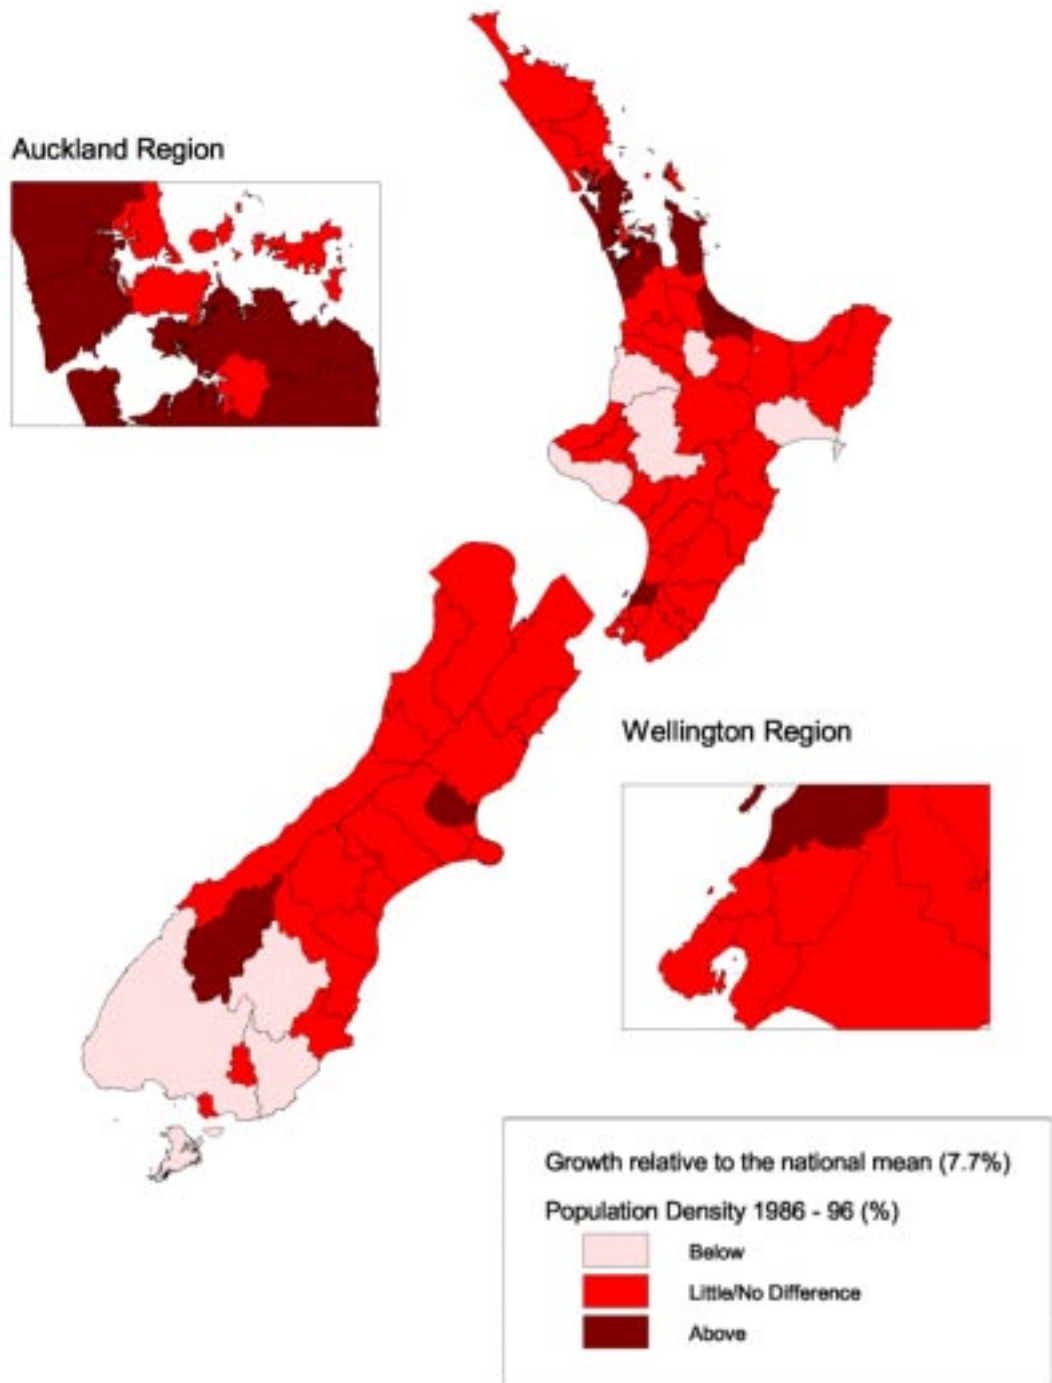 Auckland Region
Wellington Region
Growth relative to the national mean (7.7%)
Population Density 1986 - 96 (%)
Below
Little/No Difference
Above